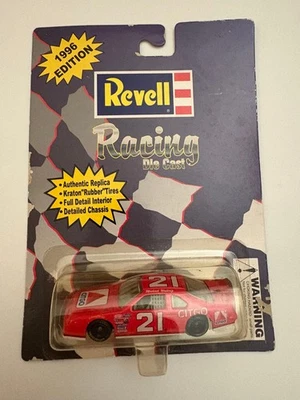 1996
EDITION
Revell
Racing
Die Cast
• Authentic Replica
• Kraton "Rubber" Tires
• Full Detail Interior
• Detailed Chassis
21
21
CITGO
WARNING